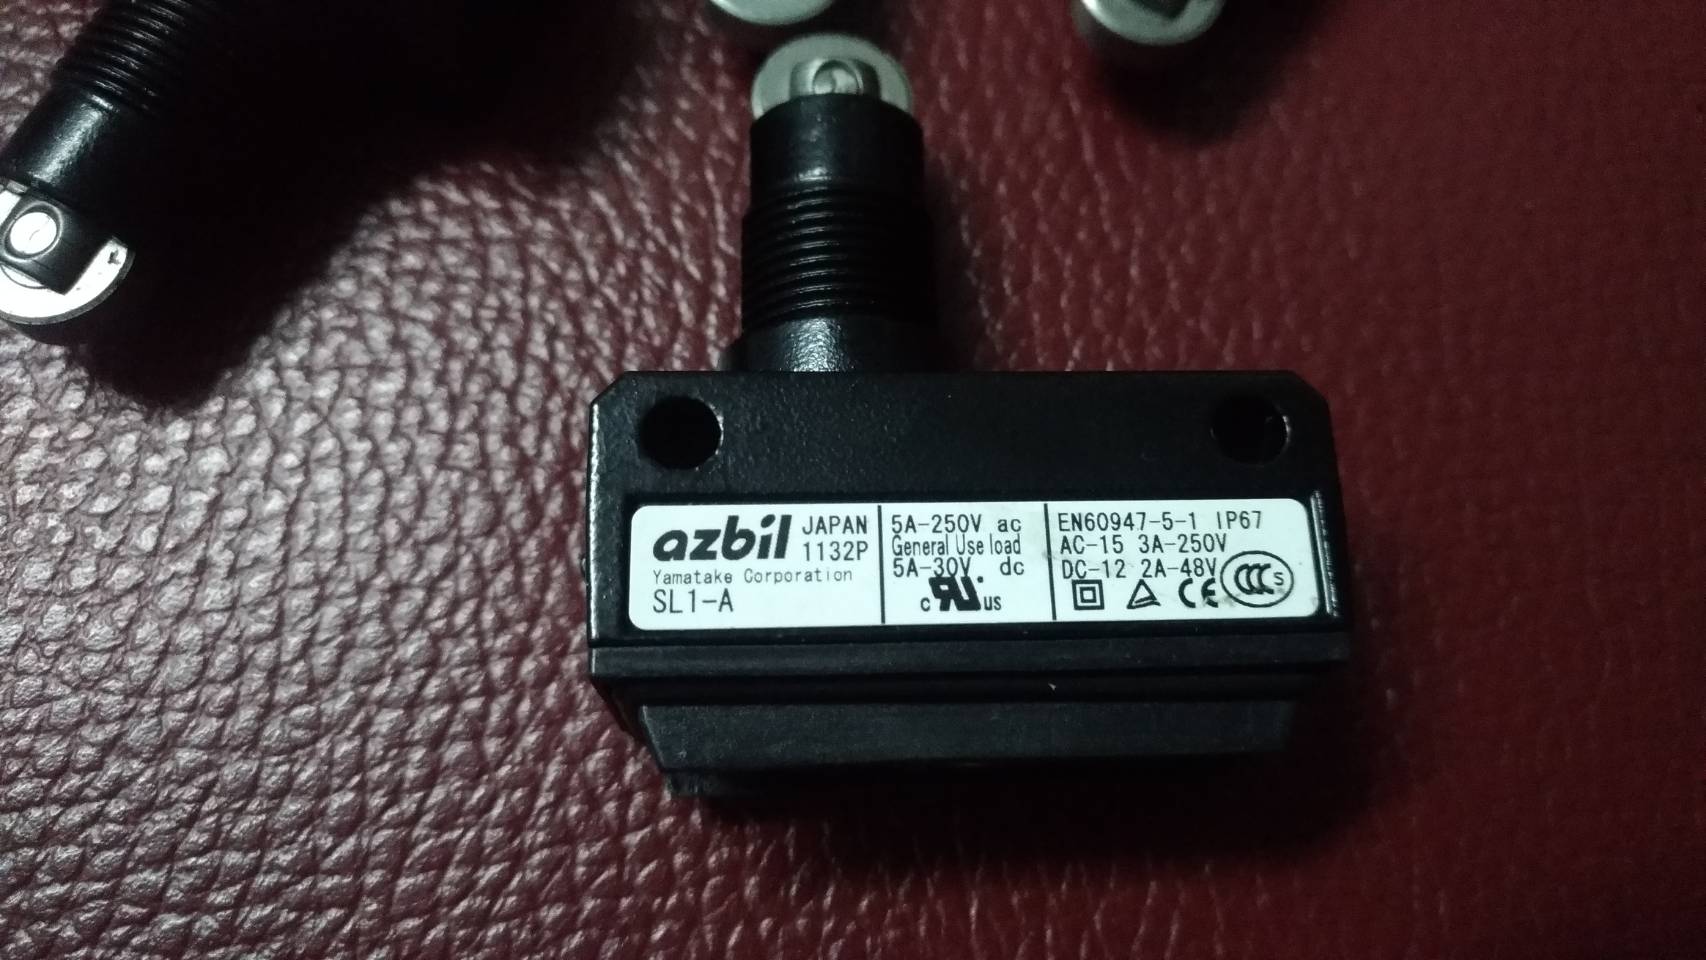 azbil JAPAN
1132P
Yamatake Corporation
SL1-A
5A-250V ac
General Use load
5A-30V dc
c UR us
EN60947-5-1 IP67
AC-15 3A-250V
DC-12 2A-48V
CE CCC S